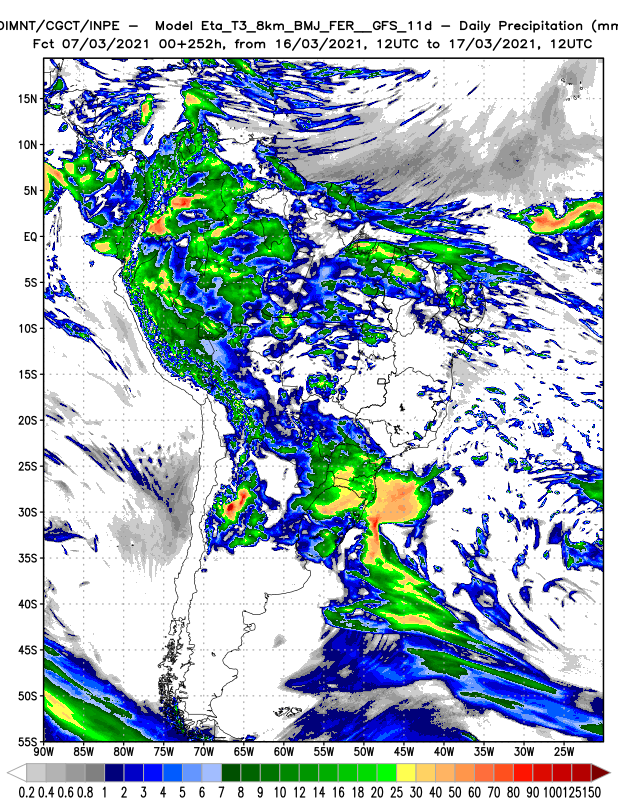 DIMNT/CGCT/INPE – Model Eta_T3_8km_BMJ_FER__GFS_11d – Daily Precipitation (mm
Fct 07/03/2021 00+252h, from 16/03/2021, 12UTC to 17/03/2021, 12UTC
15N
10N
5N
EQ
5S
10S
15S
20S
25S
30S
35S
40S
45S
50S
55S
90W 85W 80W 75W 70W 65W 60W 55W 50W 45W 40W 35W 30W 25W
0.2 0.4 0.6 0.8 1 2 3 4 5 6 7 8 9 10 12 14 16 18 20 25 30 40 50 60 70 80 90 100 125 150